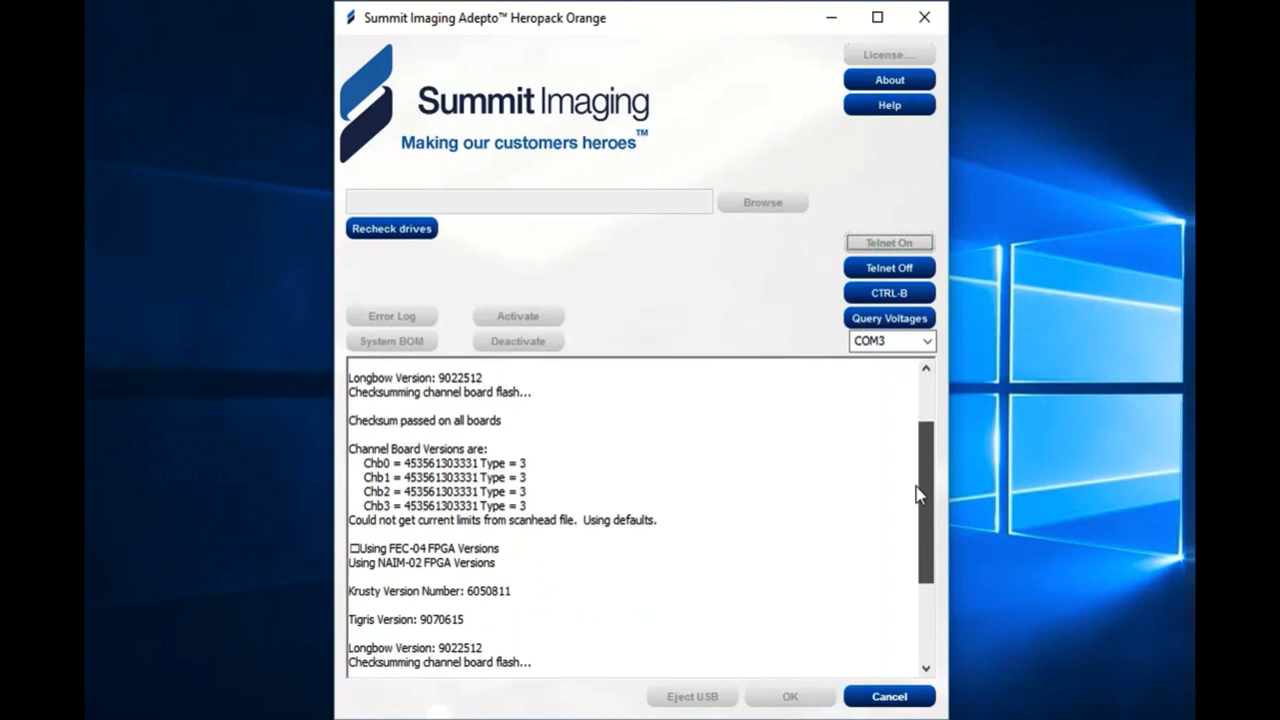 Summit Imaging Adepto™ Heropack Orange
License....
About
Help
Summit Imaging
Making our customers heroes™
Browse
Recheck drives
Telnet On
Telnet Off
CTRL-B
Query Voltages
COM3
Error Log
Activate
System BOM
Deactivate
Longbow Version: 9022512
Checksumming channel board flash...
Checksum passed on all boards
Channel Board Versions are:
Chb0 = 453561303331 Type = 3
Chb1 = 453561303331 Type = 3
Chb2 = 453561303331 Type = 3
Chb3 = 453561303331 Type = 3
Could not get current limits from scanhead file. Using defaults.
□Using FEC-04 FPGA Versions
Using NAIM-02 FPGA Versions
Krusty Version Number: 6050811
Tigris Version: 9070615
Longbow Version: 9022512
Checksumming channel board flash...
Eject USB
OK
Cancel